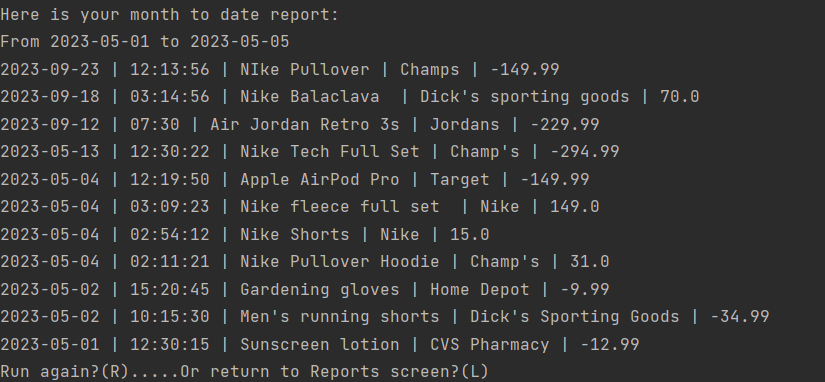 Here is your month to date report:
From 2023-05-01 to 2023-05-05
2023-09-23 | 12:13:56 | NIke Pullover | Champs | -149.99
2023-09-18 | 03:14:56 | Nike Balaclava  | Dick's sporting goods | 70.0
2023-09-12 | 07:30 | Air Jordan Retro 3s | Jordans | -229.99
2023-05-13 | 12:30:22 | Nike Tech Full Set | Champ's | -294.99
2023-05-04 | 12:19:50 | Apple AirPod Pro | Target | -149.99
2023-05-04 | 03:09:23 | Nike fleece full set  | Nike | 149.0
2023-05-04 | 02:54:12 | Nike Shorts | Nike | 15.0
2023-05-04 | 02:11:21 | Nike Pullover Hoodie | Champ's | 31.0
2023-05-02 | 15:20:45 | Gardening gloves | Home Depot | -9.99
2023-05-02 | 10:15:30 | Men's running shorts | Dick's Sporting Goods | -34.99
2023-05-01 | 12:30:15 | Sunscreen lotion | CVS Pharmacy | -12.99
Run again?(R).....Or return to Reports screen?(L)